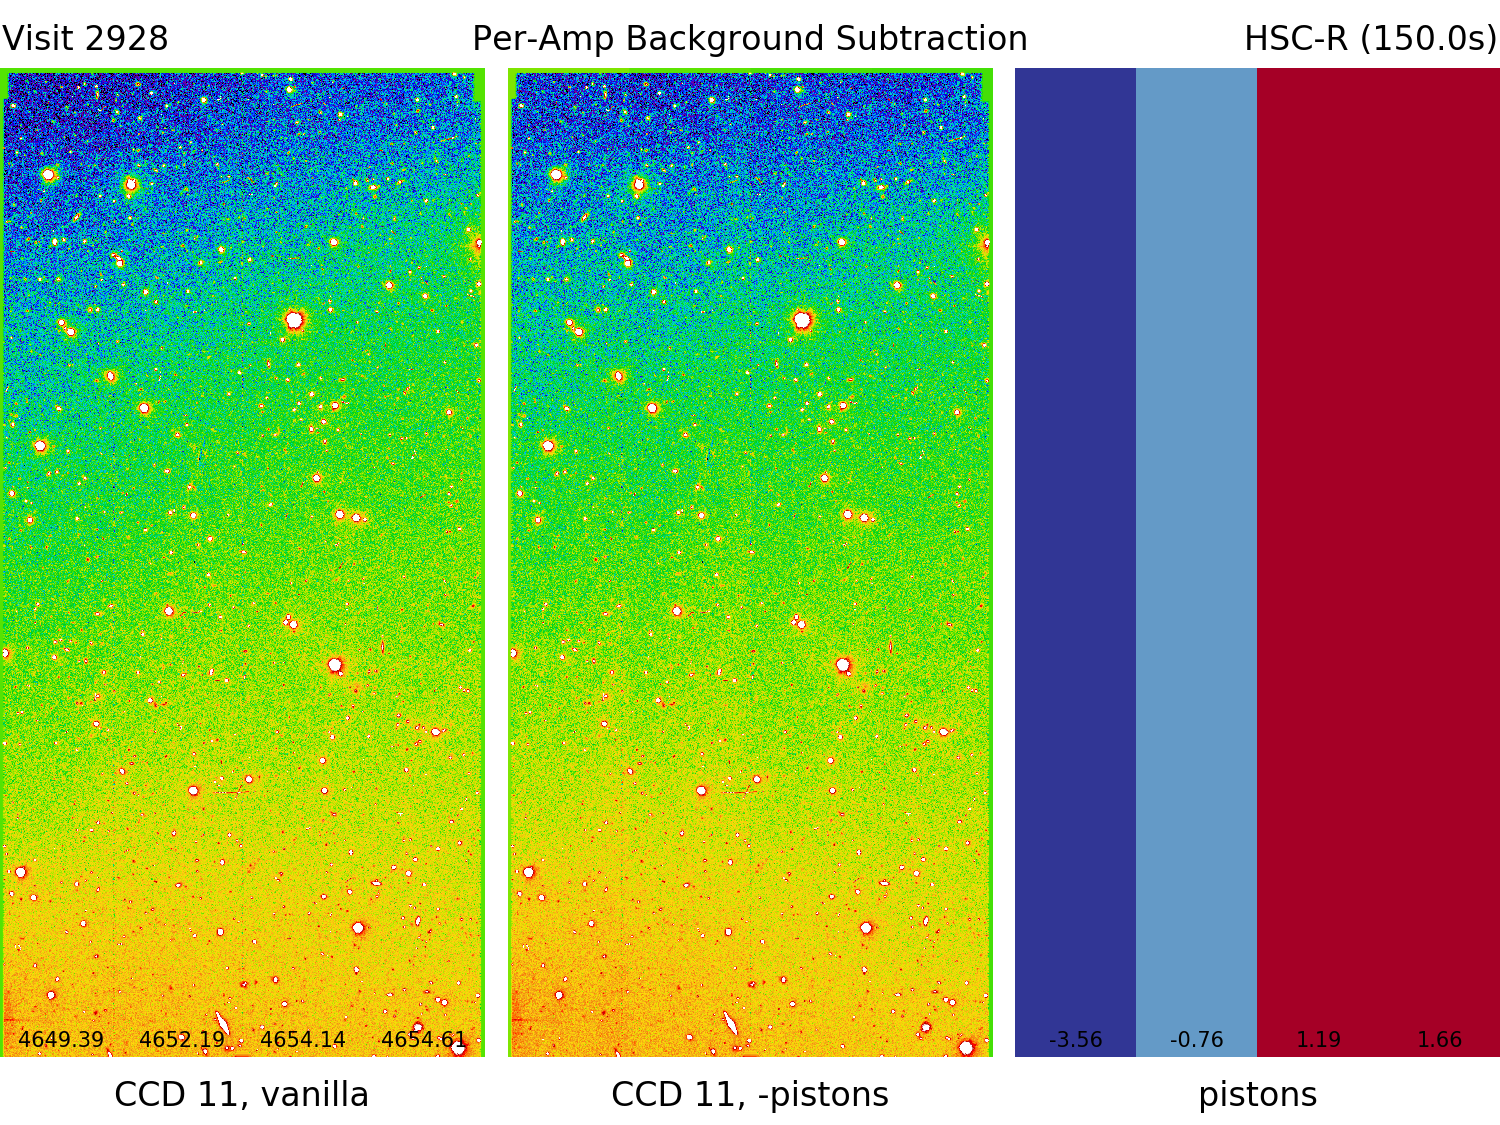 Visit 2928 Per-Amp Background Subtraction HSC-R (150.0s)
4649.39 4652.19 4654.14 4654.61 -3.56 -0.76 1.19 1.66
CCD 11, vanilla CCD 11, -pistons pistons